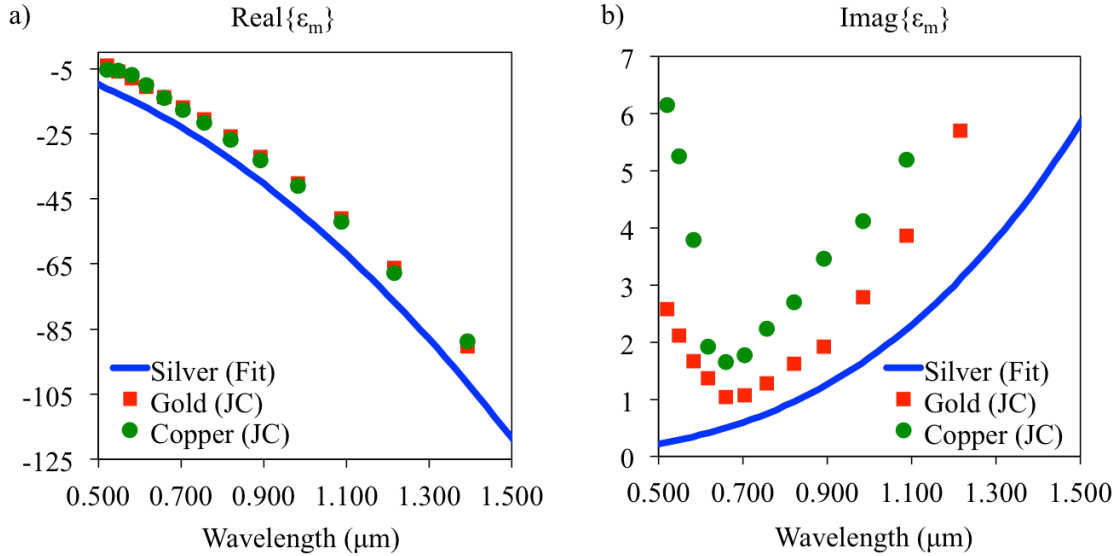 a)
Real{εm}
-5
-25
-45
-65
-85
-105
-125
Silver (Fit)
Gold (JC)
Copper (JC)
0.500 0.700 0.900 1.100 1.300 1.500
Wavelength (μm)
b)
Imag{εm}
7
6
5
4
3
2
1
0
Silver (Fit)
Gold (JC)
Copper (JC)
0.500 0.700 0.900 1.100 1.300 1.500
Wavelength (μm)